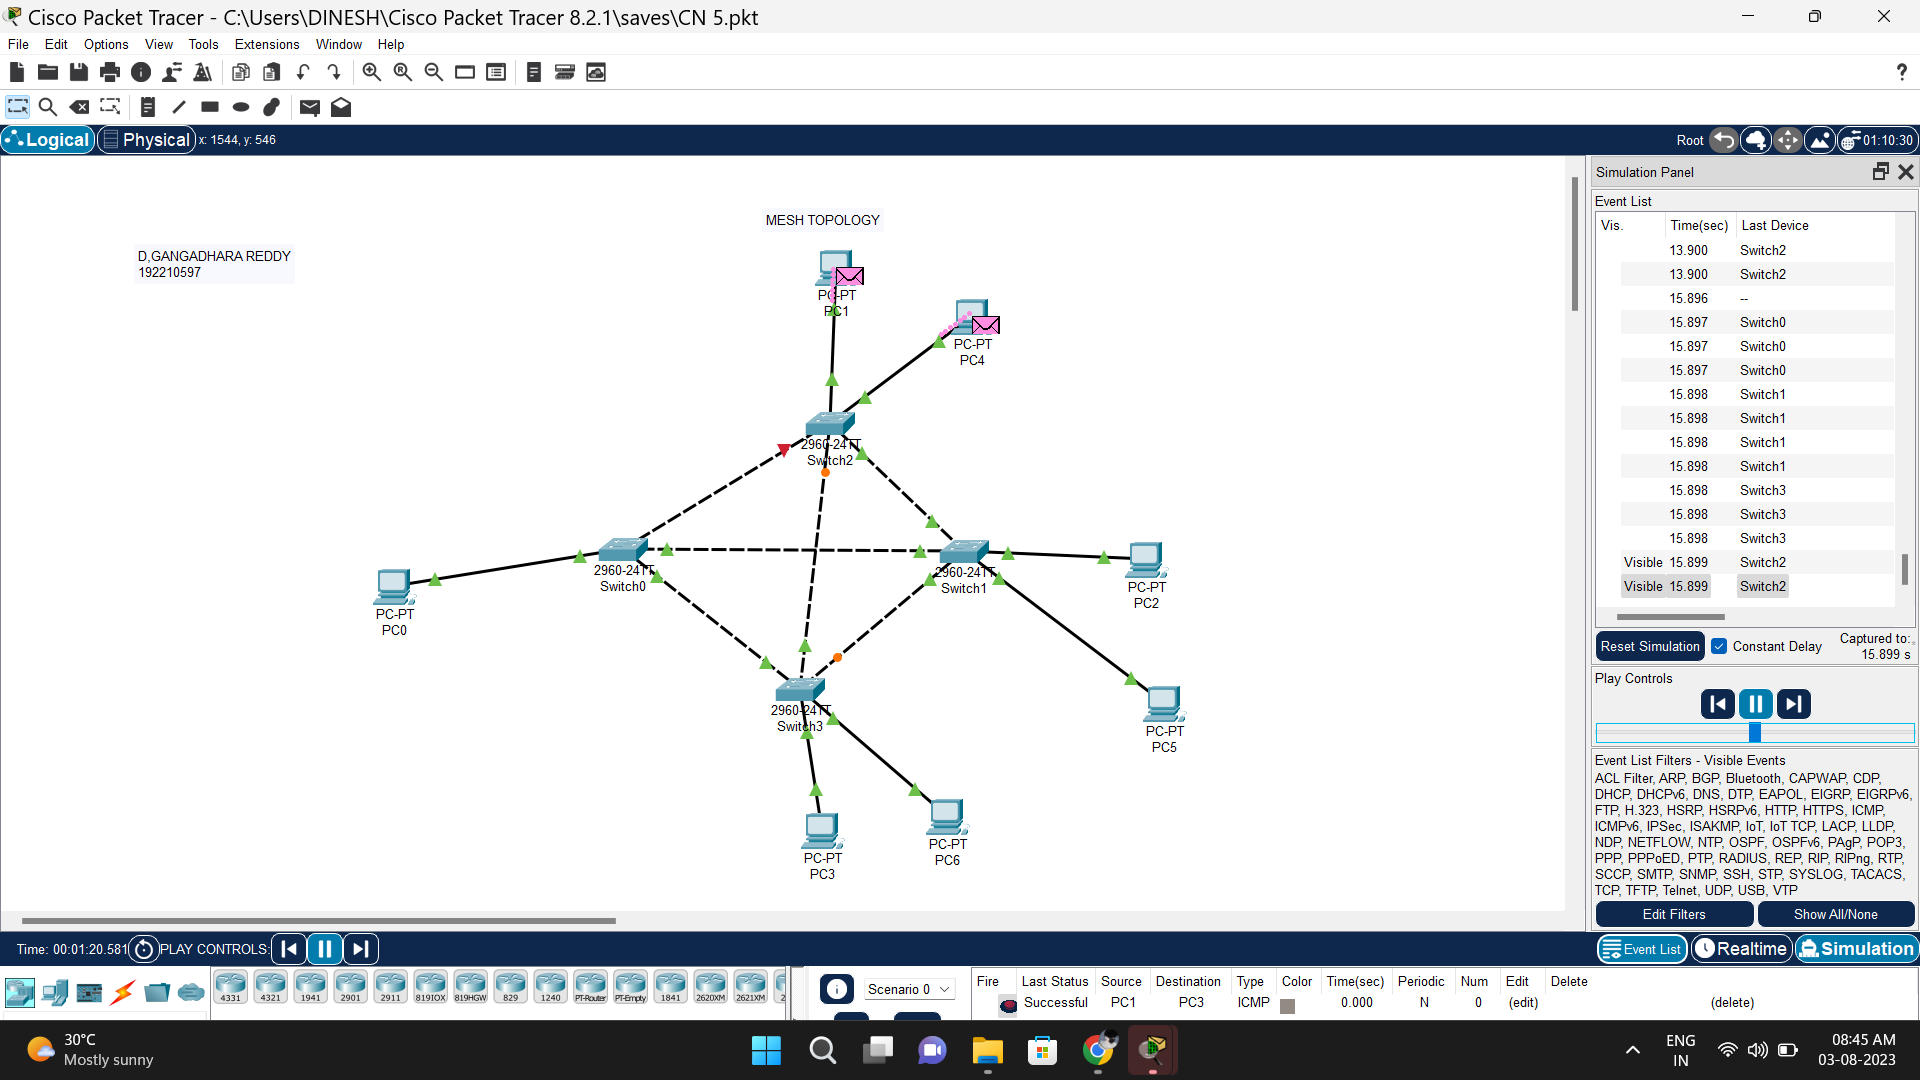 Cisco Packet Tracer - C:\Users\DINESH\Cisco Packet Tracer 8.2.1\saves\CN 5.pkt
File Edit Options View Tools Extensions Window Help
?
Logical Physical x: 1544, y: 546 Root 01:10:30
MESH TOPOLOGY
D,GANGADHARA REDDY
192210597
PC-PT
PC1
PC-PT
PC4
2960-24TT
Switch2
2960-24TT
Switch0
2960-24TT
Switch1
PC-PT
PC2
PC-PT
PC0
2960-24TT
Switch3
PC-PT
PC5
PC-PT
PC3
PC-PT
PC6
Simulation Panel
Event List
Vis. Time(sec) Last Device
13.900 Switch2
13.900 Switch2
15.896 --
15.897 Switch0
15.897 Switch0
15.897 Switch0
15.898 Switch1
15.898 Switch1
15.898 Switch1
15.898 Switch1
15.898 Switch3
15.898 Switch3
15.898 Switch3
Visible 15.899 Switch2
Visible 15.899 Switch2
Reset Simulation Constant Delay Captured to:
15.899 s
Play Controls
Event List Filters - Visible Events
ACL Filter, ARP, BGP, Bluetooth, CAPWAP, CDP,
DHCP, DHCPv6, DNS, DTP, EAPOL, EIGRP, EIGRPv6,
FTP, H.323, HSRP, HSRPv6, HTTP, HTTPS, ICMP,
ICMPv6, IPSec, ISAKMP, IoT, IoT TCP, LACP, LLDP,
NDP, NETFLOW, NTP, OSPF, OSPFv6, PAgP, POP3,
PPP, PPPoED, PTP, RADIUS, REP, RIP, RIPng, RTP,
SCCP, SMTP, SNMP, SSH, STP, SYSLOG, TACACS,
TCP, TFTP, Telnet, UDP, USB, VTP
Edit Filters Show All/None
Time: 00:01:20.581 PLAY CONTROLS: Event List Realtime Simulation
4331 4321 1941 2901 2911 819IOX 819HGW 829 1240 PT-Router PT-Empty 1841 2620XM 2621XM 2
Scenario 0
Fire Last Status Source Destination Type Color Time(sec) Periodic Num Edit Delete
Successful PC1 PC3 ICMP 0.000 N 0 (edit) (delete)
30°C
Mostly sunny
ENG
IN
08:45 AM
03-08-2023